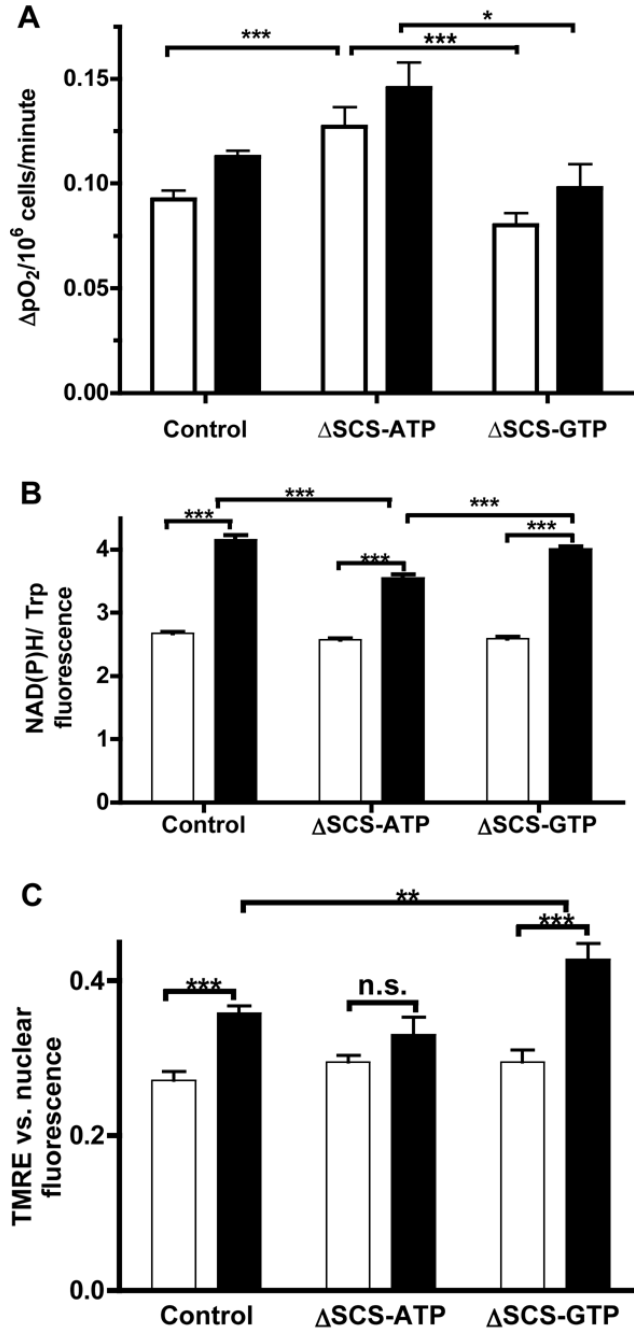 A
***
***
*
ΔpO₂/10⁶ cells/minute
0.15
0.10
0.05
0.00
Control
ΔSCS-ATP
ΔSCS-GTP
B
***
***
***
***
***
NAD(P)H/ Trp
fluorescence
4
3
2
1
0
Control
ΔSCS-ATP
ΔSCS-GTP
C
**
***
n.s.
***
TMRE vs. nuclear
fluorescence
0.4
0.2
0.0
Control
ΔSCS-ATP
ΔSCS-GTP